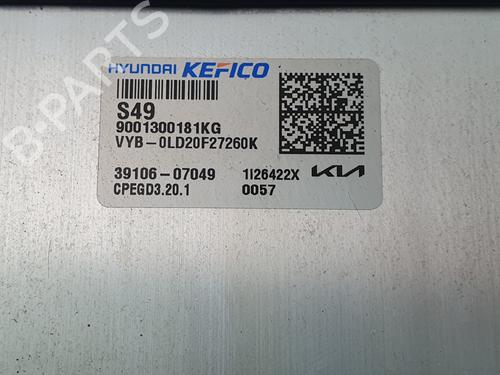 HYUNDAI KEFICO
S49
9001300181KG
VYB-0LD20F27260K
39106-07049 1I26422X KIA
CPEGD3.20.1 0057
B-PARTS